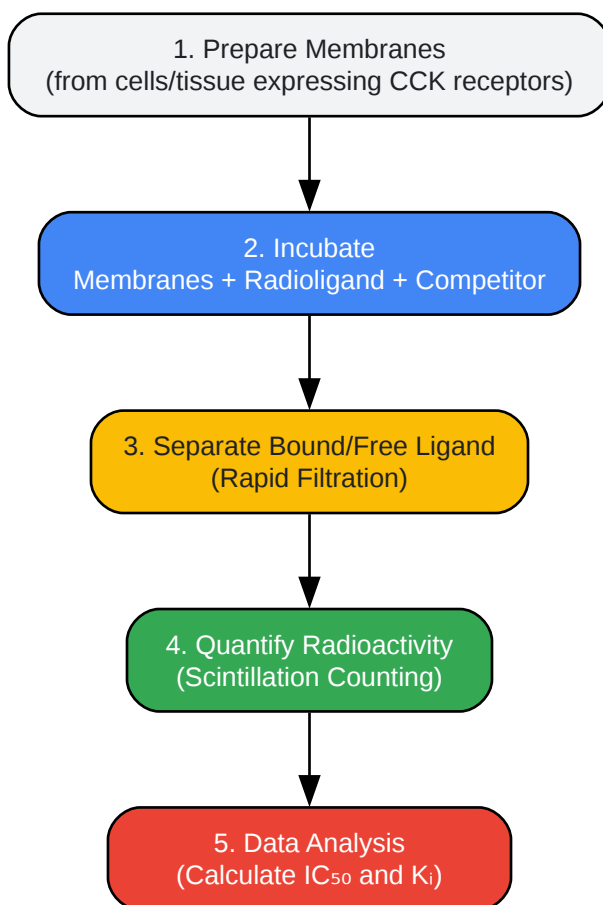 1. Prepare Membranes
(from cells/tissue expressing CCK receptors)
2. Incubate
Membranes + Radioligand + Competitor
3. Separate Bound/Free Ligand
(Rapid Filtration)
4. Quantify Radioactivity
(Scintillation Counting)
5. Data Analysis
(Calculate IC₅₀ and Kᵢ)